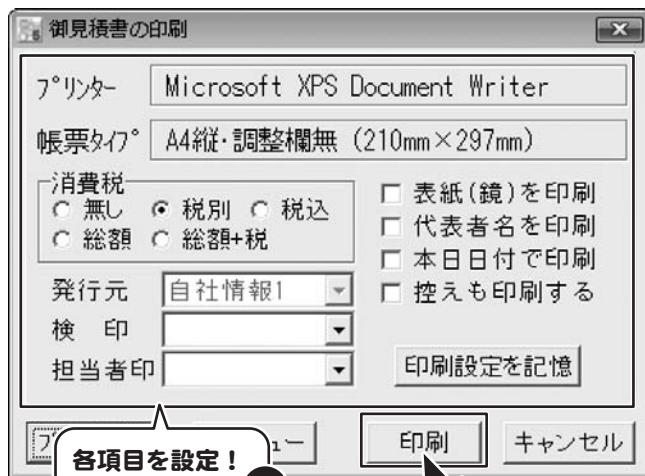 御見積書の印刷
プリンター Microsoft XPS Document Writer
帳票タイプ A4縦・調整欄無 (210mm×297mm)
消費税
無し 税別 税込
総額 総額+税
表紙(鏡)を印刷
代表者名を印刷
本日日付で印刷
控えも印刷する
発行元 自社情報1
検 印
担当者印
印刷設定を記憶
ュー 印刷 キャンセル
各項目を設定！